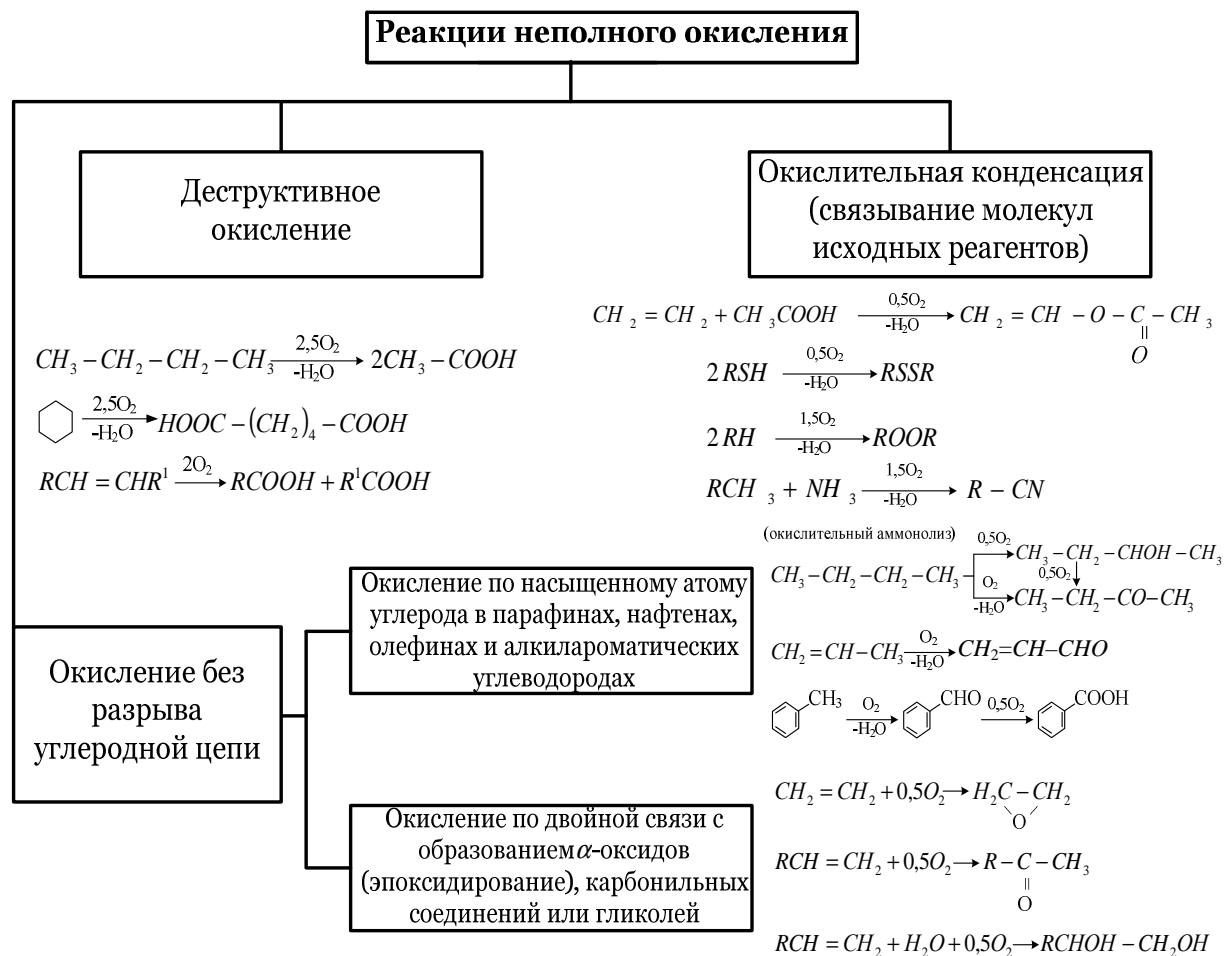 Реакции неполного окисления
Деструктивное
окисление
CH₃ – CH₂ – CH₂ – CH₃ 2,5O₂ -H₂O → 2CH₃ – COOH
2,5O₂ -H₂O → HOOC – (CH₂)₄ – COOH
RCH = CHR¹ 2O₂ → RCOOH + R¹COOH
Окислительная конденсация
(связывание молекул
исходных реагентов)
CH₂ = CH₂ + CH₃COOH 0,5O₂ -H₂O → CH₂ = CH – O – C – CH₃
O
2 RSH 0,5O₂ -H₂O → RSSR
2 RH 1,5O₂ -H₂O → ROOR
RCH₃ + NH₃ 1,5O₂ -H₂O → R – CN
(окислительный аммонолиз)
Окисление без
разрыва
углеродной цепи
Окисление по насыщенному атому
углерода в парафинах, нафтенах,
олефинах и алкилароматических
углеводородах
CH₃–CH₂–CH₂–CH₃ 0,5O₂ → CH₃–CH₂–CHOH–CH₃
0,5O₂
O₂ -H₂O → CH₃–CH₂–CO–CH₃
CH₂=CH–CH₃ O₂ -H₂O → CH₂=CH–CHO
CH₃ O₂ -H₂O → CHO 0,5O₂ → COOH
Окисление по двойной связи с
образованием α-оксидов
(эпоксидирование), карбонильных
соединений или гликолей
CH₂ = CH₂ + 0,5O₂ → H₂C – CH₂
O
RCH = CH₂ + 0,5O₂ → R – C – CH₃
O
RCH = CH₂ + H₂O + 0,5O₂ → RCHOH – CH₂OH